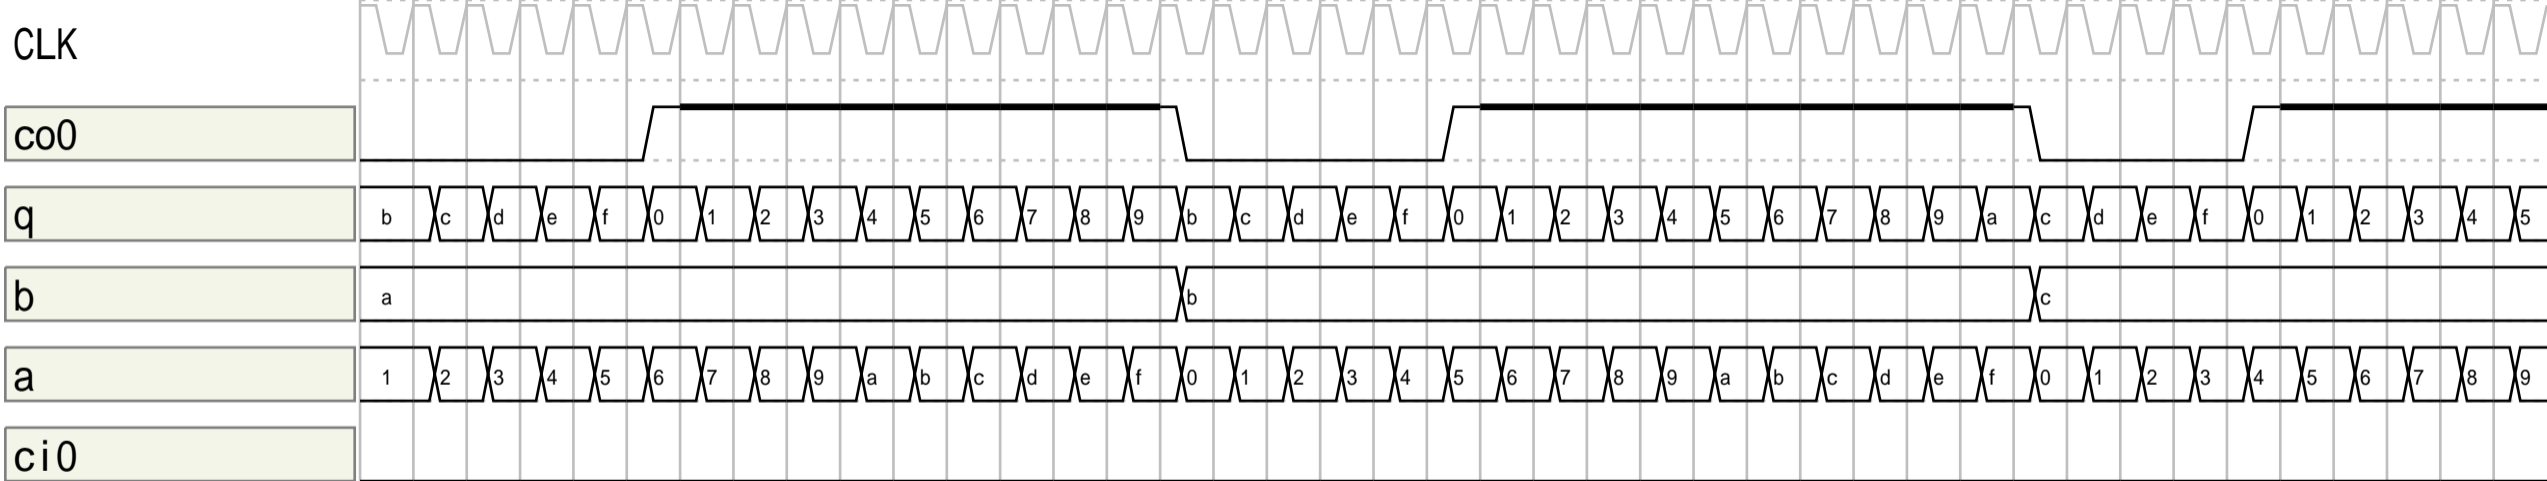 CLK
co0
q b c d e f 0 1 2 3 4 5 6 7 8 9 b c d e f 0 1 2 3 4 5 6 7 8 9 a c d e f 0 1 2 3 4 5
b a b c
a 1 2 3 4 5 6 7 8 9 a b c d e f 0 1 2 3 4 5 6 7 8 9 a b c d e f 0 1 2 3 4 5 6 7 8 9
ci0